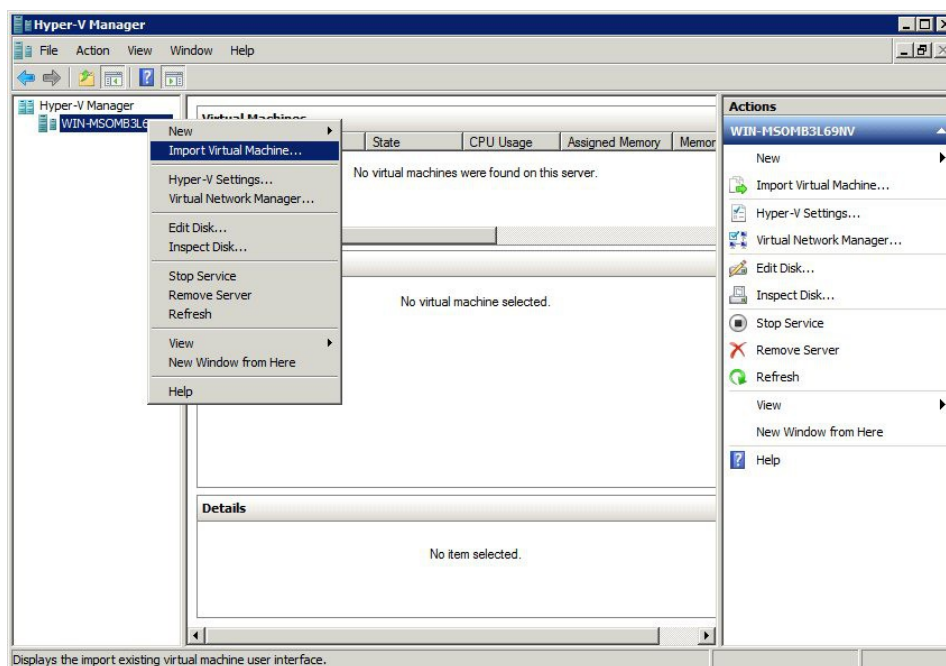 Hyper-V Manager
File Action View Window Help
Hyper-V Manager
WIN-MSOMB3L6
New
Import Virtual Machine...
Hyper-V Settings...
Virtual Network Manager...
Edit Disk...
Inspect Disk...
Stop Service
Remove Server
Refresh
View
New Window from Here
Help
Virtual Machines
State CPU Usage Assigned Memory Memor
No virtual machines were found on this server.
No virtual machine selected.
Details
No item selected.
Actions
WIN-MSOMB3L69NV
New
Import Virtual Machine...
Hyper-V Settings...
Virtual Network Manager...
Edit Disk...
Inspect Disk...
Stop Service
Remove Server
Refresh
View
New Window from Here
Help
Displays the import existing virtual machine user interface.